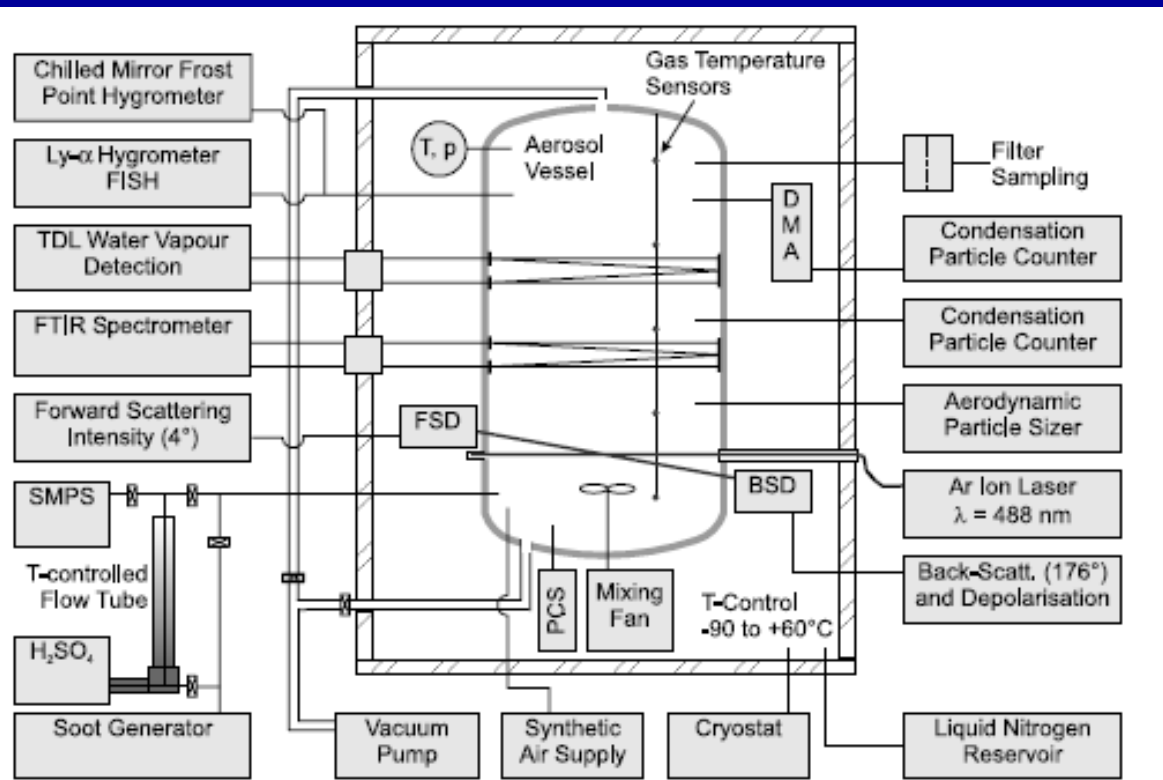 Chilled Mirror Frost
Point Hygrometer
Ly-α Hygrometer
FISH
TDL Water Vapour
Detection
FTIR Spectrometer
Forward Scattering
Intensity (4°)
SMPS
T-controlled
Flow Tube
H₂SO₄
Soot Generator
T, p
Aerosol
Vessel
Gas Temperature
Sensors
FSD
BSD
PCS
Mixing
Fan
T-Control
-90 to +60°C
D
M
A
Filter
Sampling
Condensation
Particle Counter
Condensation
Particle Counter
Aerodynamic
Particle Sizer
Ar Ion Laser
λ = 488 nm
Back-Scatt. (176°)
and Depolarisation
Vacuum
Pump
Synthetic
Air Supply
Cryostat
Liquid Nitrogen
Reservoir